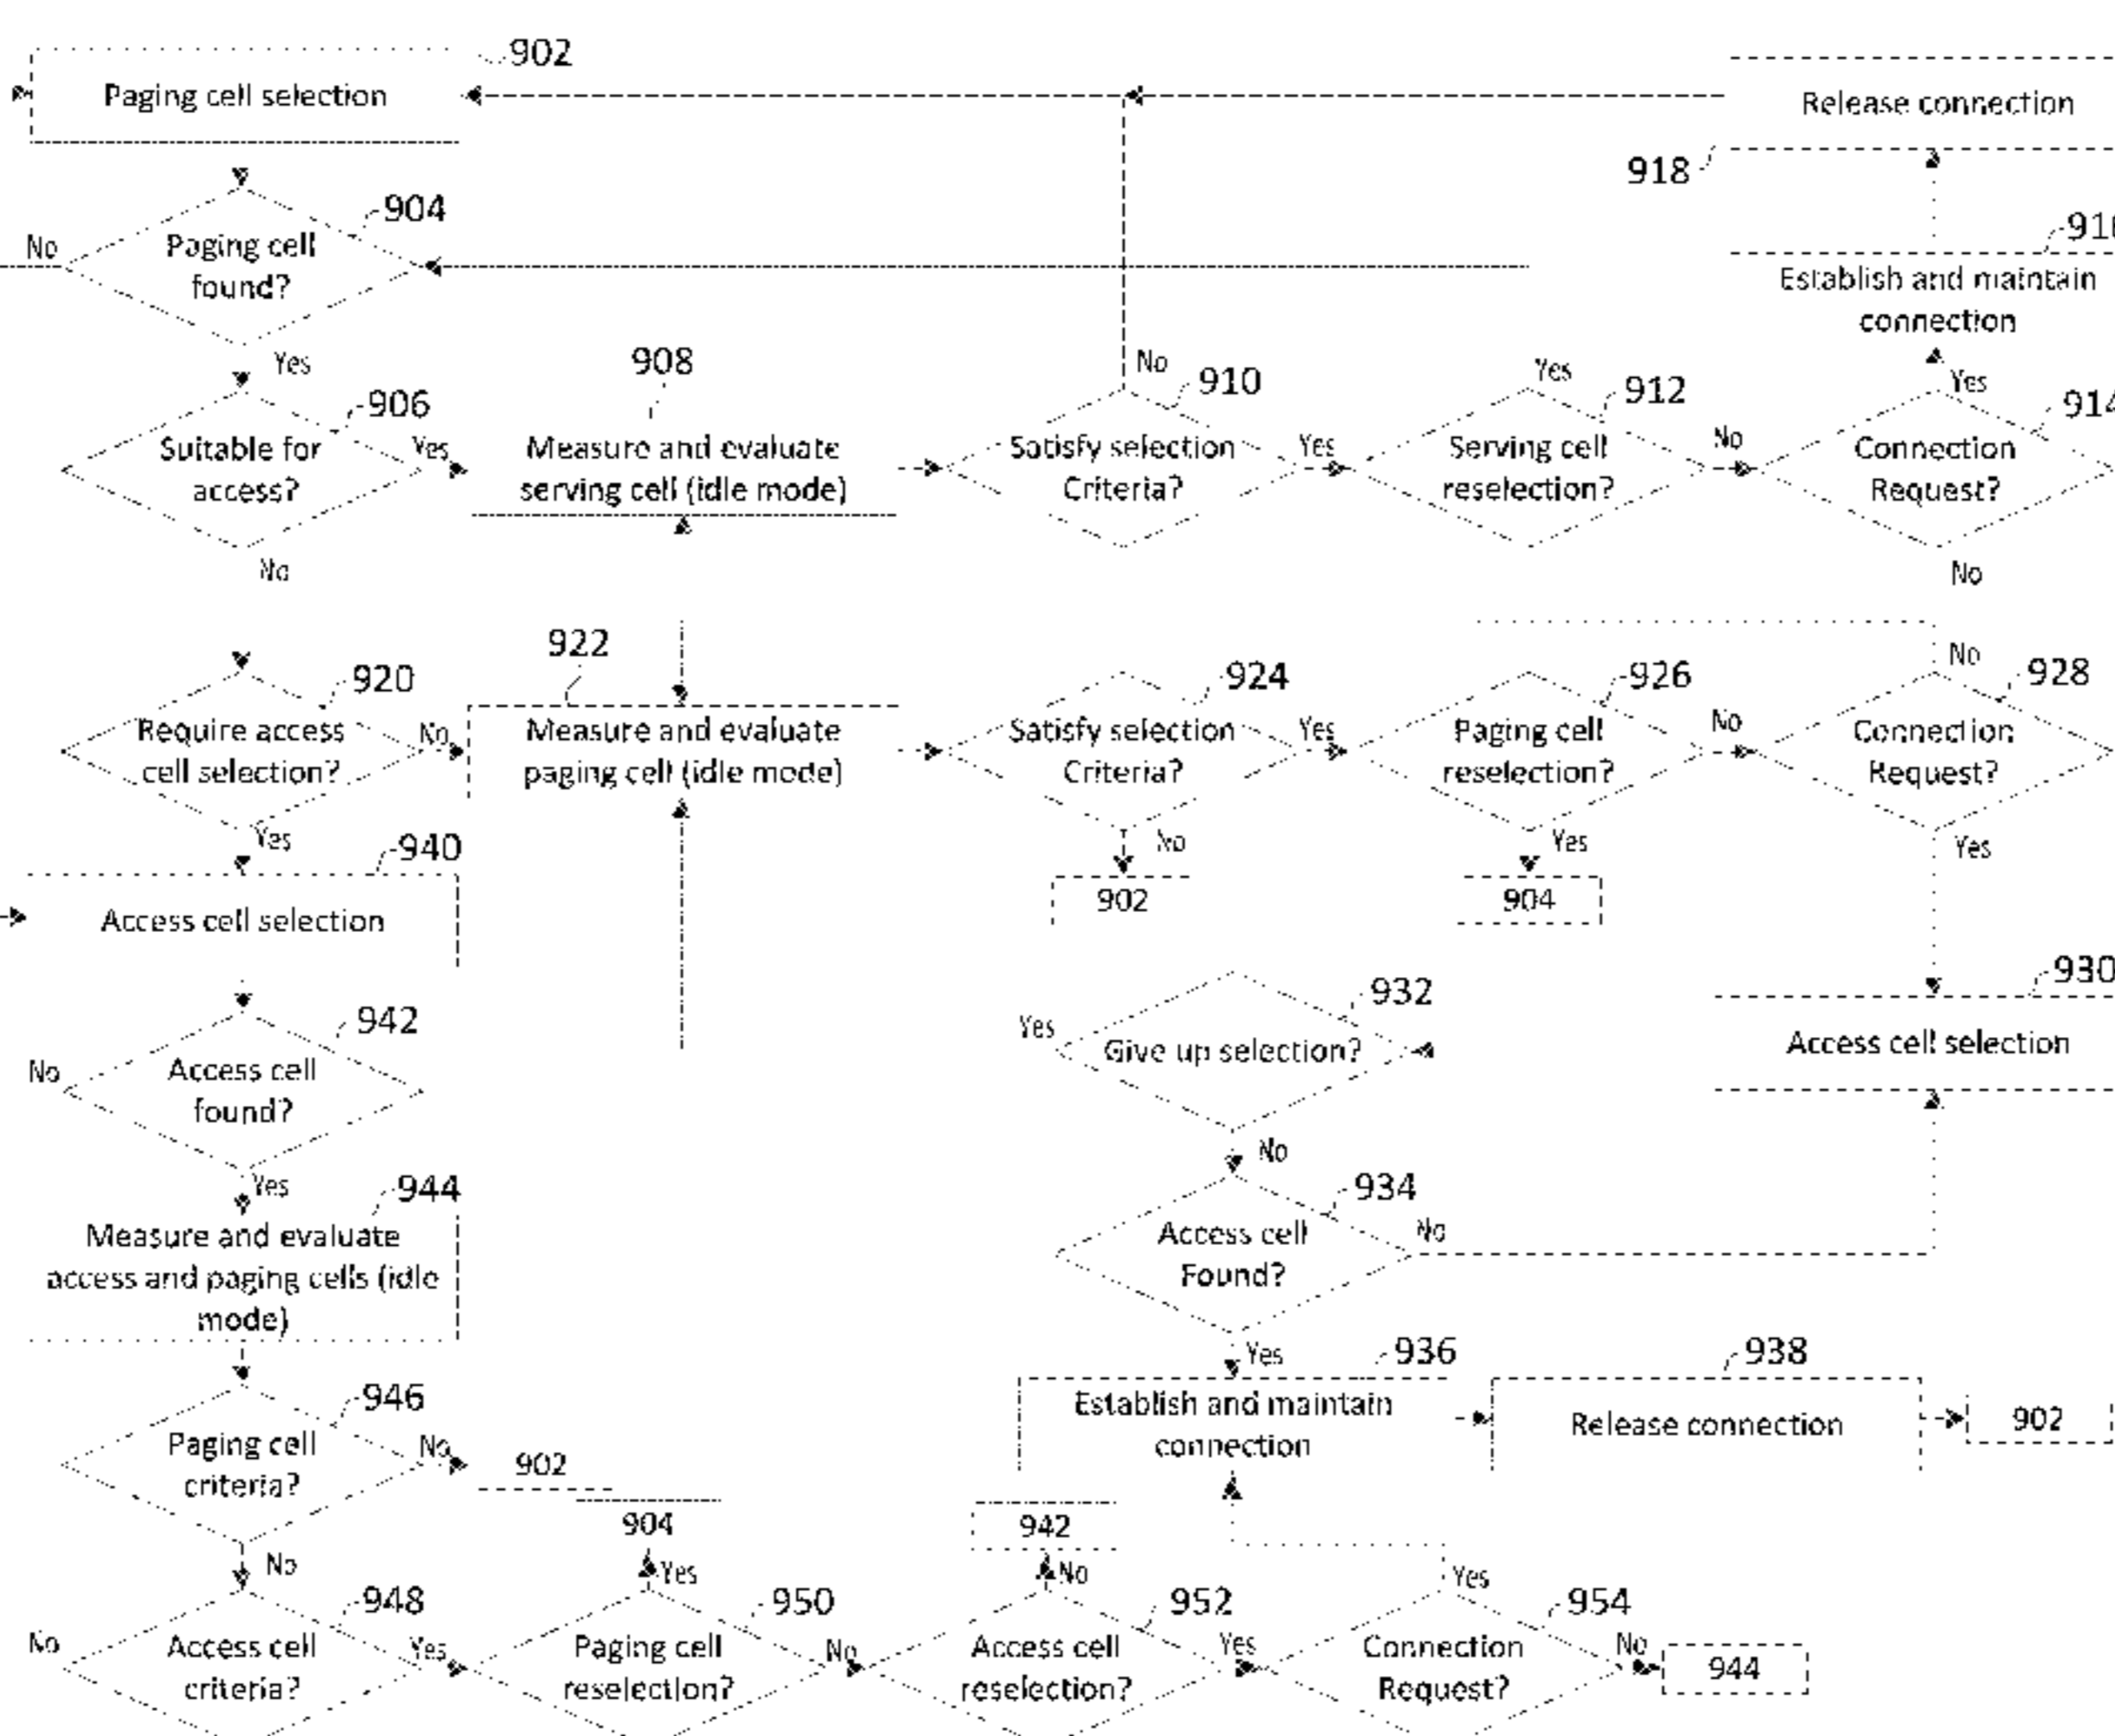 902
Paging cell selection
Release connection
918
904
No
Paging cell
found?
Establish and maintain
connection
Yes
908
No
910
Yes
912
Yes
906
Suitable for
access?
Yes
Measure and evaluate
serving cell (idle mode)
Satisfy selection
Criteria?
Yes
Serving cell
reselection?
No
Connection
Request?
No
No
922
No
920
924
926
928
Require access
cell selection?
No
Measure and evaluate
paging cell (idle mode)
Satisfy selection
Criteria?
Yes
Paging cell
reselection?
No
Connection
Request?
Yes
No
Yes
Yes
940
902
904
Access cell selection
930
932
942
Yes
Give up selection?
Access cell selection
No
Access cell
found?
No
Yes
944
934
Measure and evaluate
access and paging cells (idle
mode)
Access cell
Found?
No
Yes
936
938
946
Establish and maintain
connection
Release connection
902
Paging cell
criteria?
No
902
904
942
No
Yes
No
Yes
948
950
952
954
No
Access cell
criteria?
Yes
Paging cell
reselection?
No
Access cell
reselection?
Yes
Connection
Request?
No
944